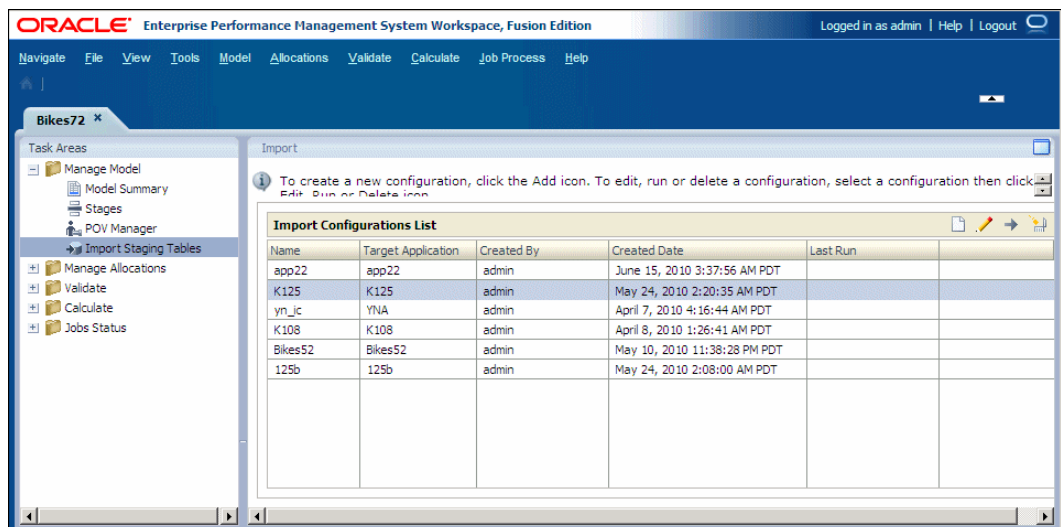 ORACLE Enterprise Performance Management System Workspace, Fusion Edition Logged in as admin | Help | Logout
Navigate File View Tools Model Allocations Validate Calculate Job Process Help
Bikes72 ×
Task Areas
Manage Model
Model Summary
Stages
POV Manager
Import Staging Tables
Manage Allocations
Validate
Calculate
Jobs Status
Import
To create a new configuration, click the Add icon. To edit, run or delete a configuration, select a configuration then click
Edit, Run or Delete icon
Import Configurations List
Name Target Application Created By Created Date Last Run
app22 app22 admin June 15, 2010 3:37:56 AM PDT
K125 K125 admin May 24, 2010 2:20:35 AM PDT
yn_ic YNA admin April 7, 2010 4:16:44 AM PDT
K108 K108 admin April 8, 2010 1:26:41 AM PDT
Bikes52 Bikes52 admin May 10, 2010 11:38:28 PM PDT
125b 125b admin May 24, 2010 2:08:00 AM PDT